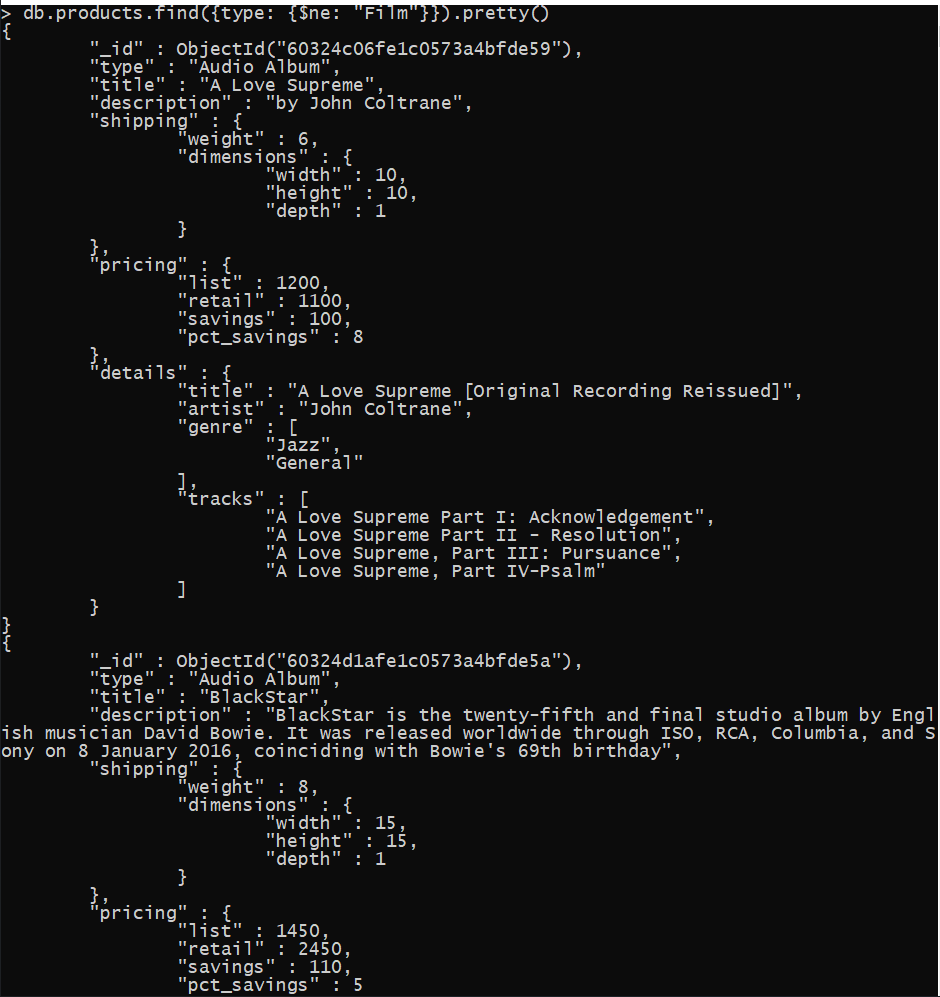 > db.products.find({type: {$ne: "Film"}}).pretty()
{
        "_id" : ObjectId("60324c06fe1c0573a4bfde59"),
        "type" : "Audio Album",
        "title" : "A Love Supreme",
        "description" : "by John Coltrane",
        "shipping" : {
                "weight" : 6,
                "dimensions" : {
                        "width" : 10,
                        "height" : 10,
                        "depth" : 1
                }
        },
        "pricing" : {
                "list" : 1200,
                "retail" : 1100,
                "savings" : 100,
                "pct_savings" : 8
        },
        "details" : {
                "title" : "A Love Supreme [Original Recording Reissued]",
                "artist" : "John Coltrane",
                "genre" : [
                        "Jazz",
                        "General"
                ],
                "tracks" : [
                        "A Love Supreme Part I: Acknowledgement",
                        "A Love Supreme Part II - Resolution",
                        "A Love Supreme, Part III: Pursuance",
                        "A Love Supreme, Part IV-Psalm"
                ]
        }
}
{
        "_id" : ObjectId("60324d1afe1c0573a4bfde5a"),
        "type" : "Audio Album",
        "title" : "BlackStar",
        "description" : "BlackStar is the twenty-fifth and final studio album by Engl
ish musician David Bowie. It was released worldwide through ISO, RCA, Columbia, and S
ony on 8 January 2016, coinciding with Bowie's 69th birthday",
        "shipping" : {
                "weight" : 8,
                "dimensions" : {
                        "width" : 15,
                        "height" : 15,
                        "depth" : 1
                }
        },
        "pricing" : {
                "list" : 1450,
                "retail" : 2450,
                "savings" : 110,
                "pct_savings" : 5